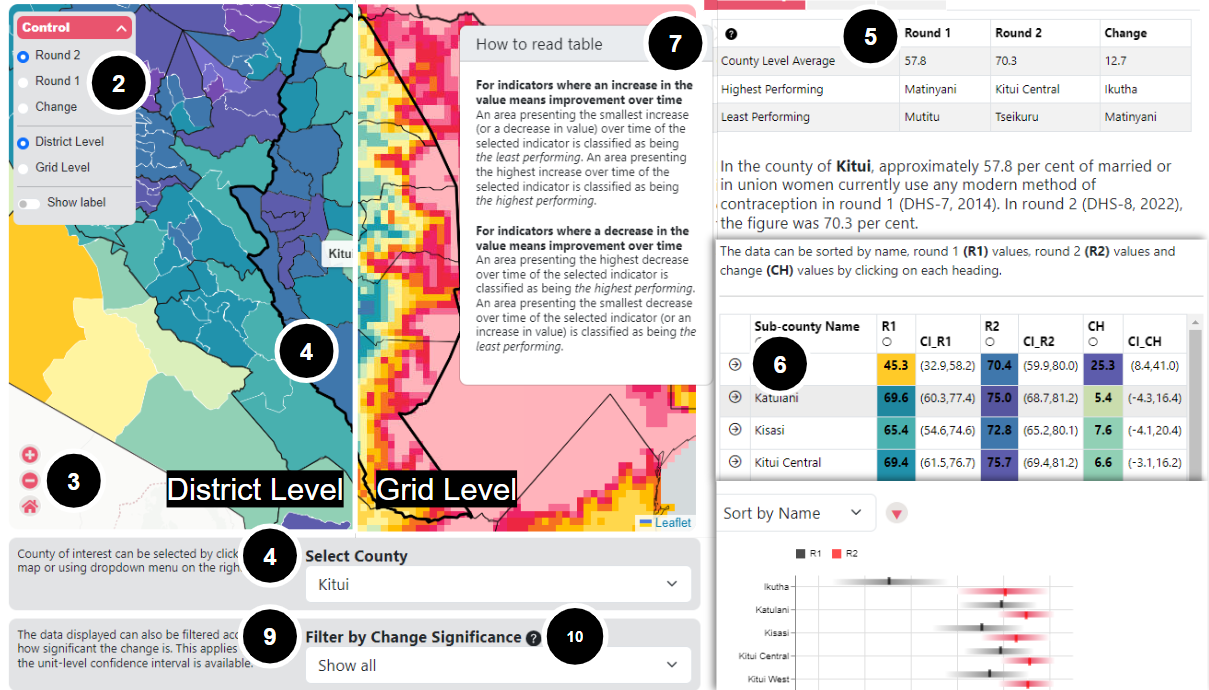 Control
Round 2
Round 1
Change
District Level
Grid Level
Show label
2
Kitu
4
3
District Level
Grid Level
Leaflet
How to read table
7
For indicators where an increase in the
value means improvement over time
An area presenting the smallest increase
(or a decrease in value) over time of the
selected indicator is classified as being
the least performing. An area presenting
the highest increase over time of the
selected indicator is classified as being
the highest performing.
For indicators where a decrease in the
value means improvement over time
An area presenting the highest decrease
over time of the selected indicator is
classified as being the highest performing.
An area presenting the smallest decrease
over time of the selected indicator (or an
increase in value) is classified as being the
least performing.
County of interest can be selected by click
map or using dropdown menu on the righ
4
Select County
Kitui
The data displayed can also be filtered acc
how significant the change is. This applies
the unit-level confidence interval is available.
9
Filter by Change Significance ?
10
Show all
? 5 Round 1 Round 2 Change
County Level Average 57.8 70.3 12.7
Highest Performing Matinyani Kitui Central Ikutha
Least Performing Mutitu Tseikuru Matinyani
In the county of Kitui, approximately 57.8 per cent of married or
in union women currently use any modern method of
contraception in round 1 (DHS-7, 2014). In round 2 (DHS-8, 2022),
the figure was 70.3 per cent.
The data can be sorted by name, round 1 (R1) values, round 2 (R2) values and
change (CH) values by clicking on each heading.
Sub-county Name R1 CI_R1 R2 CI_R2 CH CI_CH
6 45.3 (32.9,58.2) 70.4 (59.9,80.0) 25.3 (8.4,41.0)
Katulani 69.6 (60.3,77.4) 75.0 (68.7,81.2) 5.4 (-4.3,16.4)
Kisasi 65.4 (54.6,74.6) 72.8 (65.2,80.1) 7.6 (-4.1,20.4)
Kitui Central 69.4 (61.5,76.7) 75.7 (69.4,81.2) 6.6 (-3.1,16.2)
Sort by Name
R1 R2
Ikutha
Katulani
Kisasi
Kitui Central
Kitui West